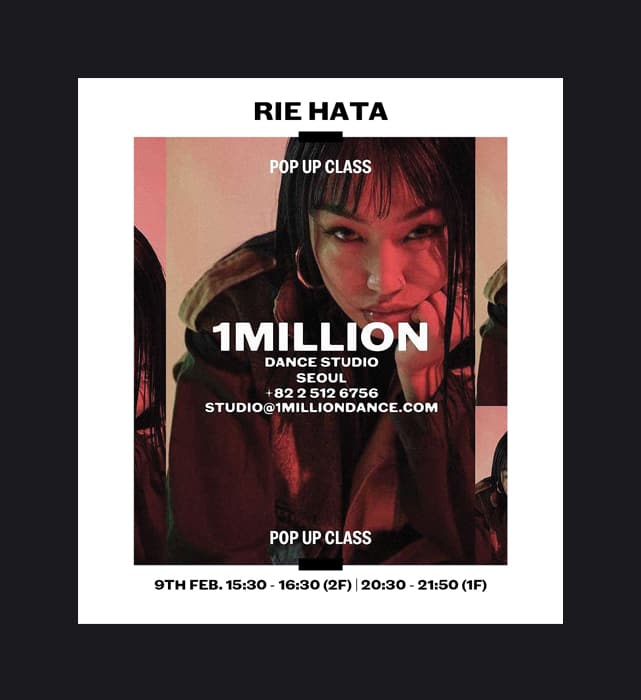 RIE HATA
POP UP CLASS
1MILLION
DANCE STUDIO
SEOUL
+82 2 512 6756
STUDIO@1MILLIONDANCE.COM
POP UP CLASS
9TH FEB. 15:30 - 16:30 (2F) | 20:30 - 21:50 (1F)